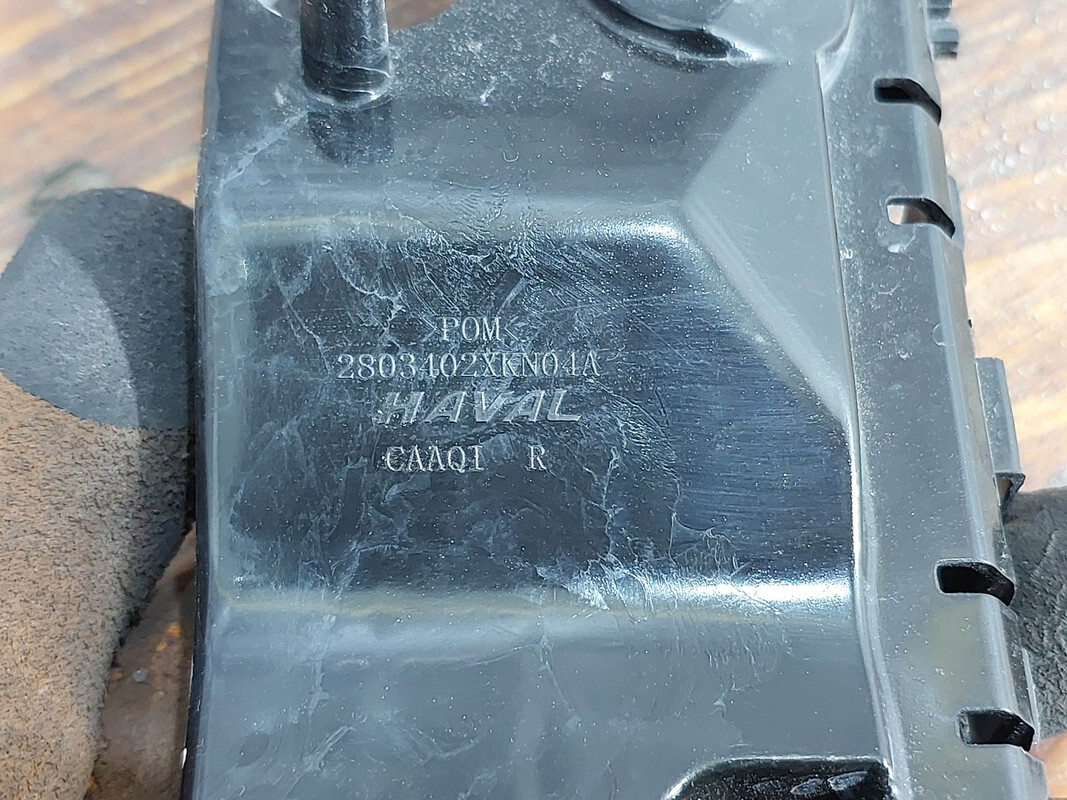 >POM<
2803402XKN04A
HAVAL
CAAQI R